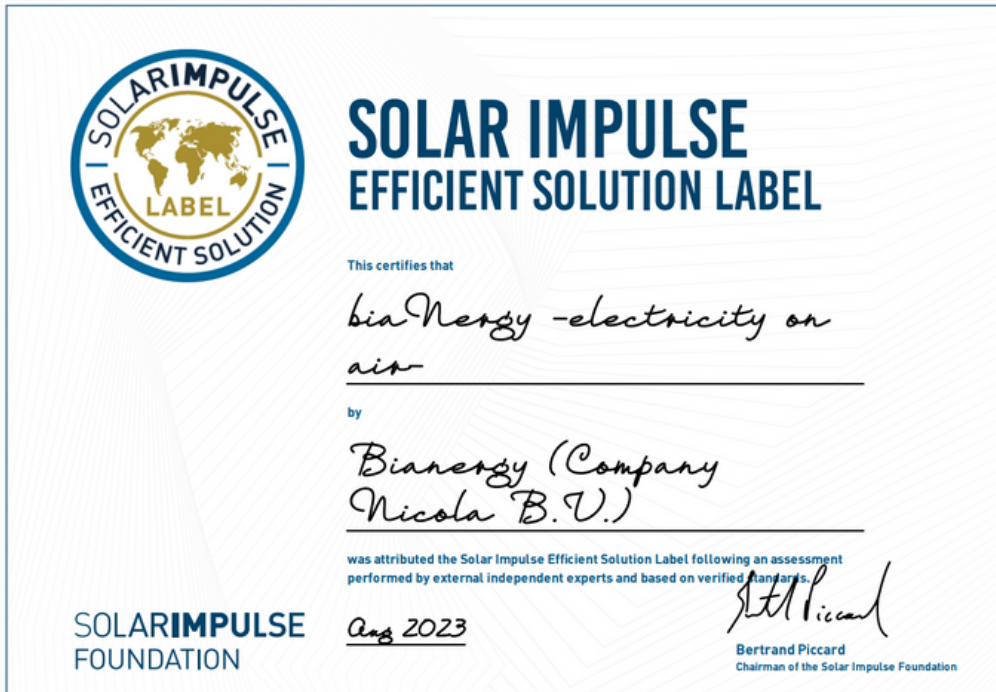 SOLARIMPULSE
LABEL
EFFICIENT SOLUTION
SOLAR IMPULSE
EFFICIENT SOLUTION LABEL
This certifies that
biaNergy -electricity on
air-
by
Bianergy (Company
Nicola B.V.)
was attributed the Solar Impulse Efficient Solution Label following an assessment
performed by external independent experts and based on verified standards.
Aug 2023
Bertrand Piccard
Bertrand Piccard
Chairman of the Solar Impulse Foundation
SOLARIMPULSE
FOUNDATION